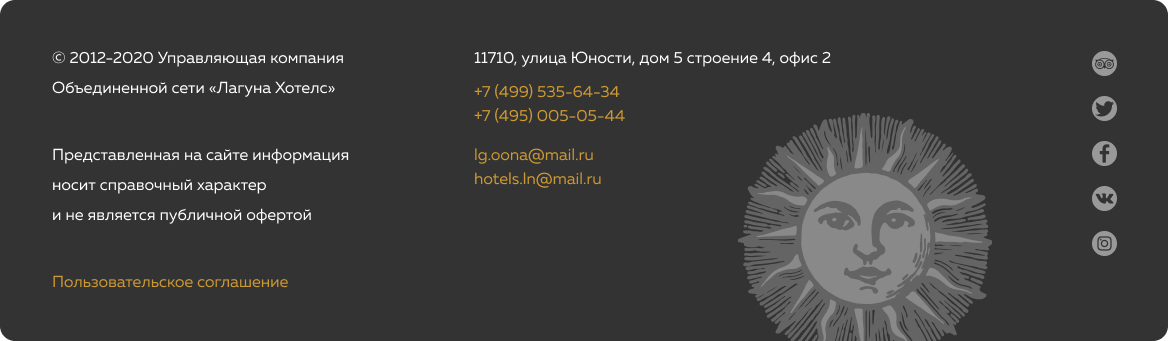 © 2012-2020 Управляющая компания
Объединенной сети «Лагуна Хотелс»
Представленная на сайте информация
носит справочный характер
и не является публичной офертой
Пользовательское соглашение
11710, улица Юности, дом 5 строение 4, офис 2
+7 (499) 535-64-34
+7 (495) 005-05-44
lg.oona@mail.ru
hotels.ln@mail.ru